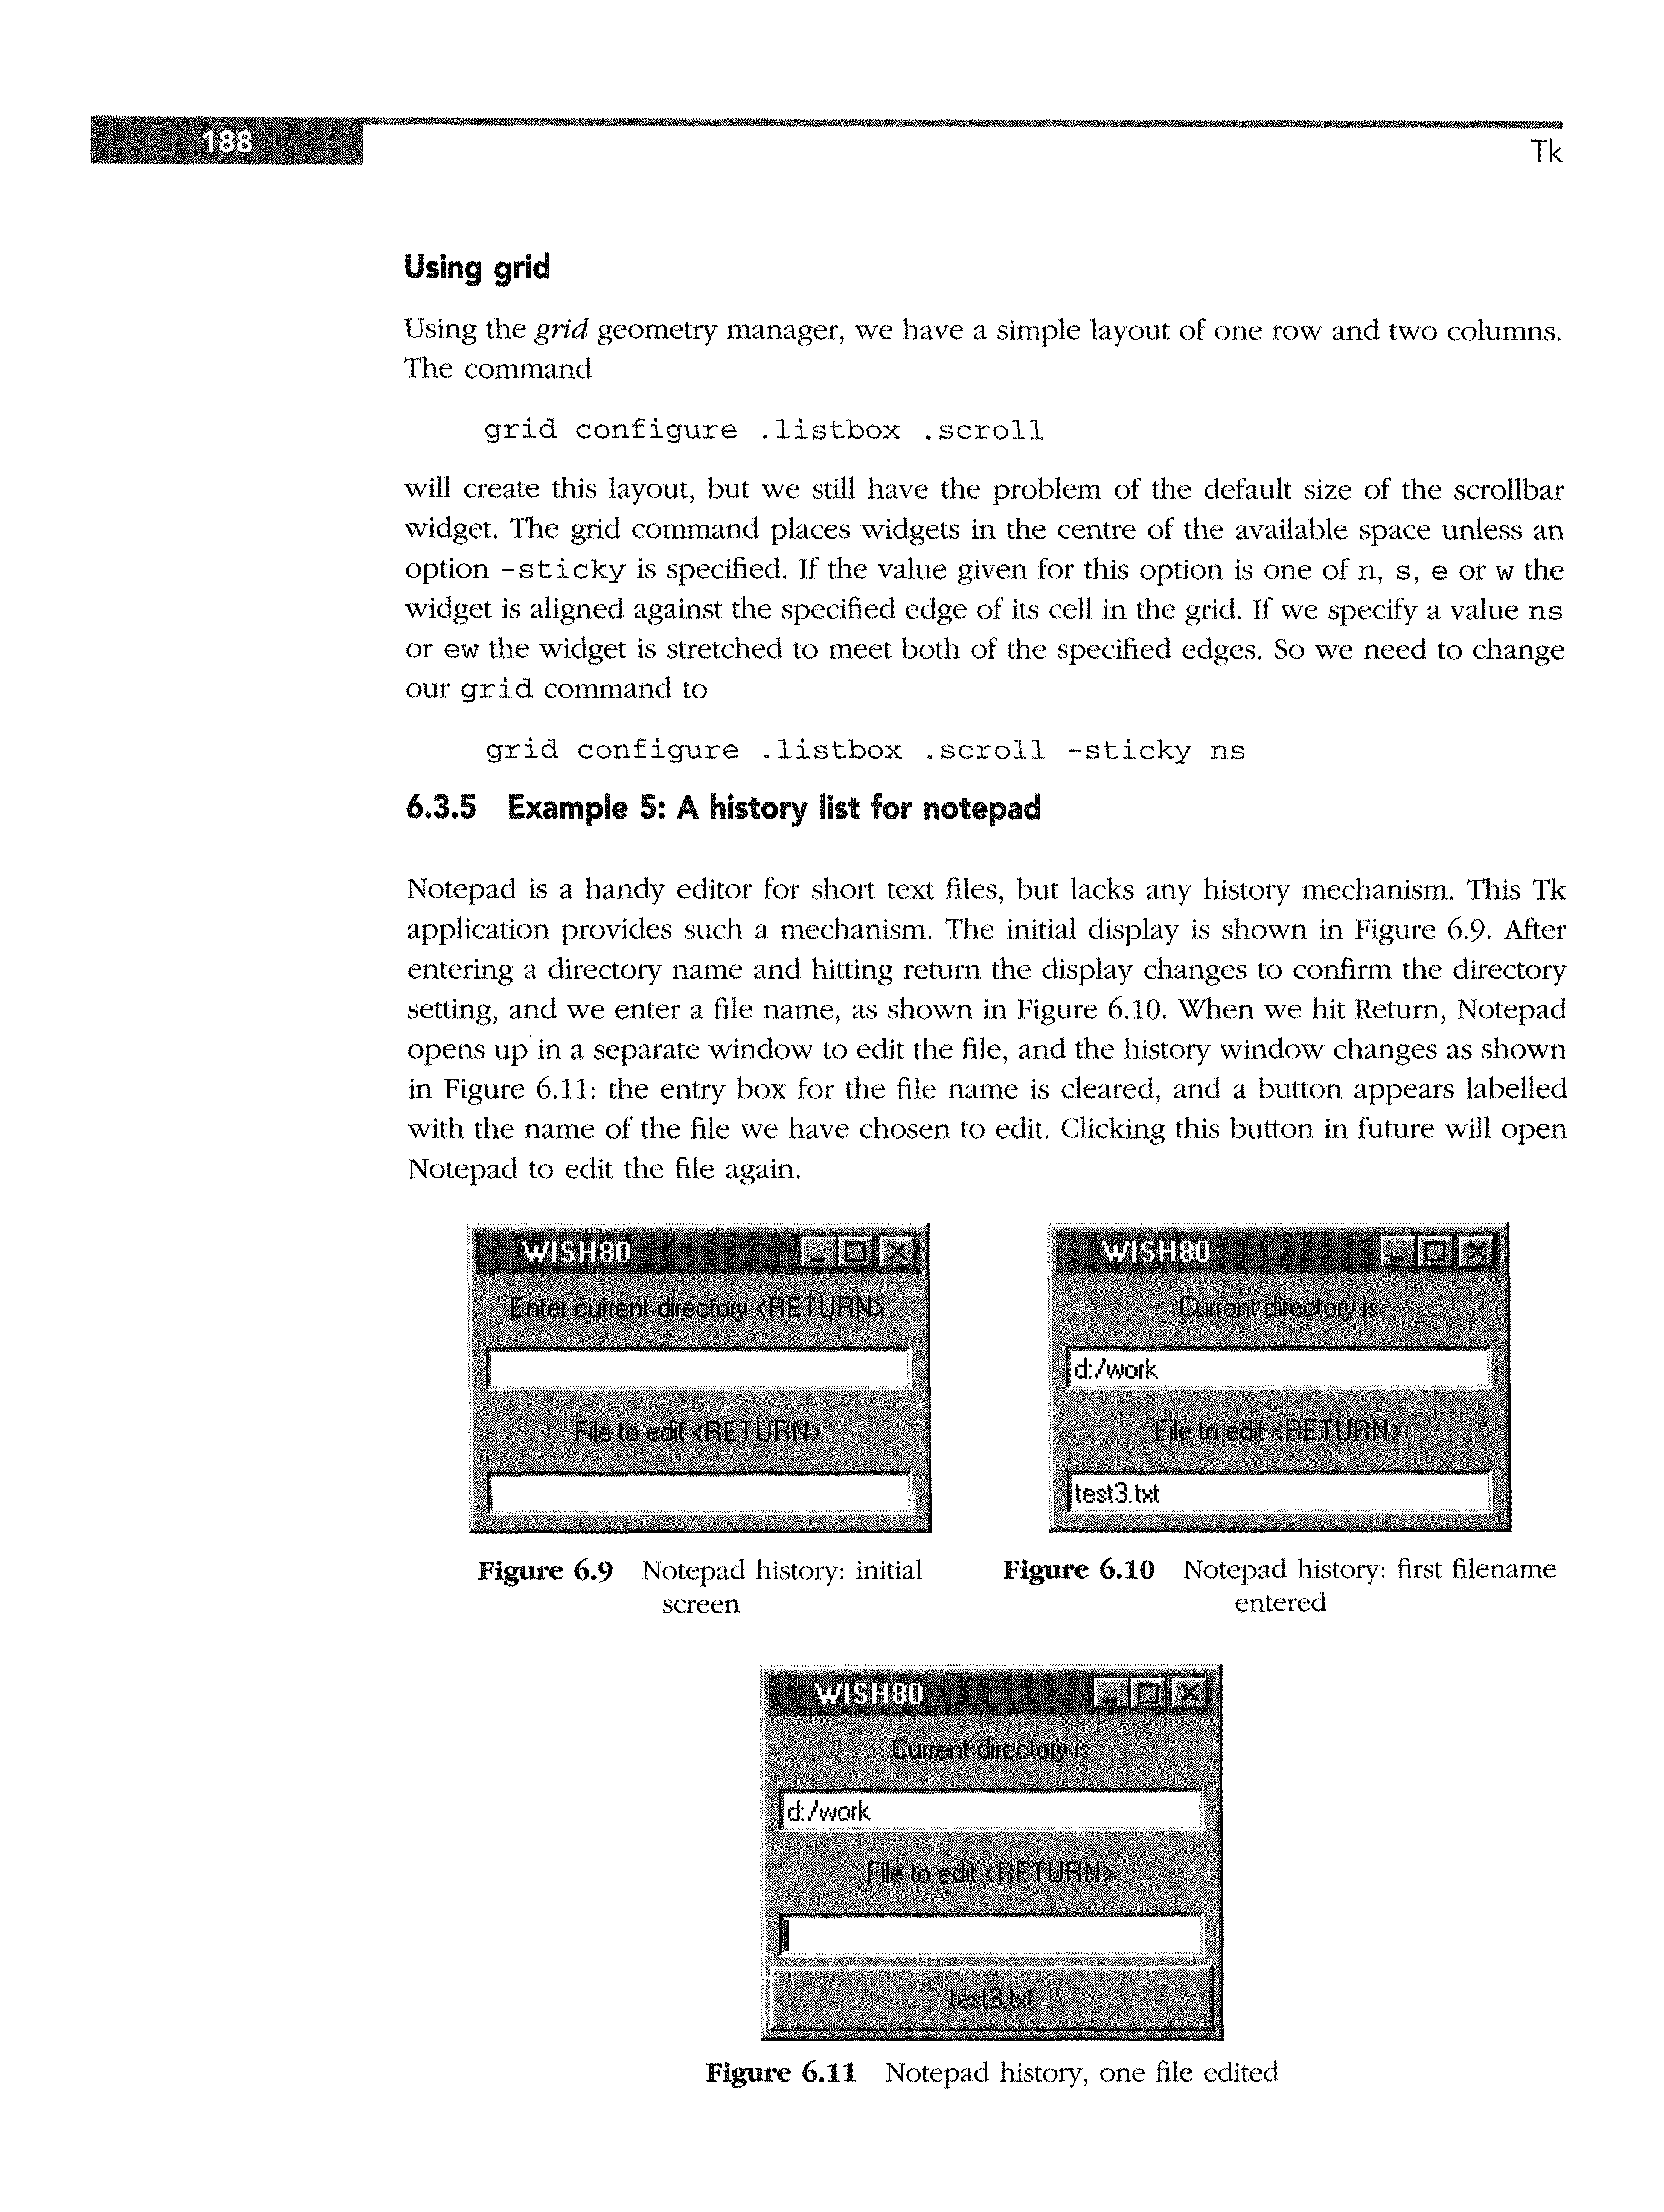 188
Tk
Using grid
Using the grid geometry manager, we have a simple layout of one row and two columns.
The command
grid configure .listbox .scroll
will create this layout, but we still have the problem of the default size of the scrollbar
widget. The grid command places widgets in the centre of the available space unless an
option -sticky is specified. If the value given for this option is one of n, s, e or w the
widget is aligned against the specified edge of its cell in the grid. If we specify a value ns
or ew the widget is stretched to meet both of the specified edges. So we need to change
our grid command to
grid configure .listbox .scroll -sticky ns
6.3.5 Example 5: A history list for notepad
Notepad is a handy editor for short text files, but lacks any history mechanism. This Tk
application provides such a mechanism. The initial display is shown in Figure 6.9. After
entering a directory name and hitting return the display changes to confirm the directory
setting, and we enter a file name, as shown in Figure 6.10. When we hit Return, Notepad
opens up in a separate window to edit the file, and the history window changes as shown
in Figure 6.11: the entry box for the file name is cleared, and a button appears labelled
with the name of the file we have chosen to edit. Clicking this button in future will open
Notepad to edit the file again.
WISH80
Enter current directory <RETURN>
File to edit <RETURN>
Figure 6.9 Notepad history: initial
screen
WISH80
Current directory is
d:/work
File to edit <RETURN>
test3.txt
Figure 6.10 Notepad history: first filename
entered
WISH80
Current directory is
d:/work
File to edit <RETURN>
test3.txt
Figure 6.11 Notepad history, one file edited